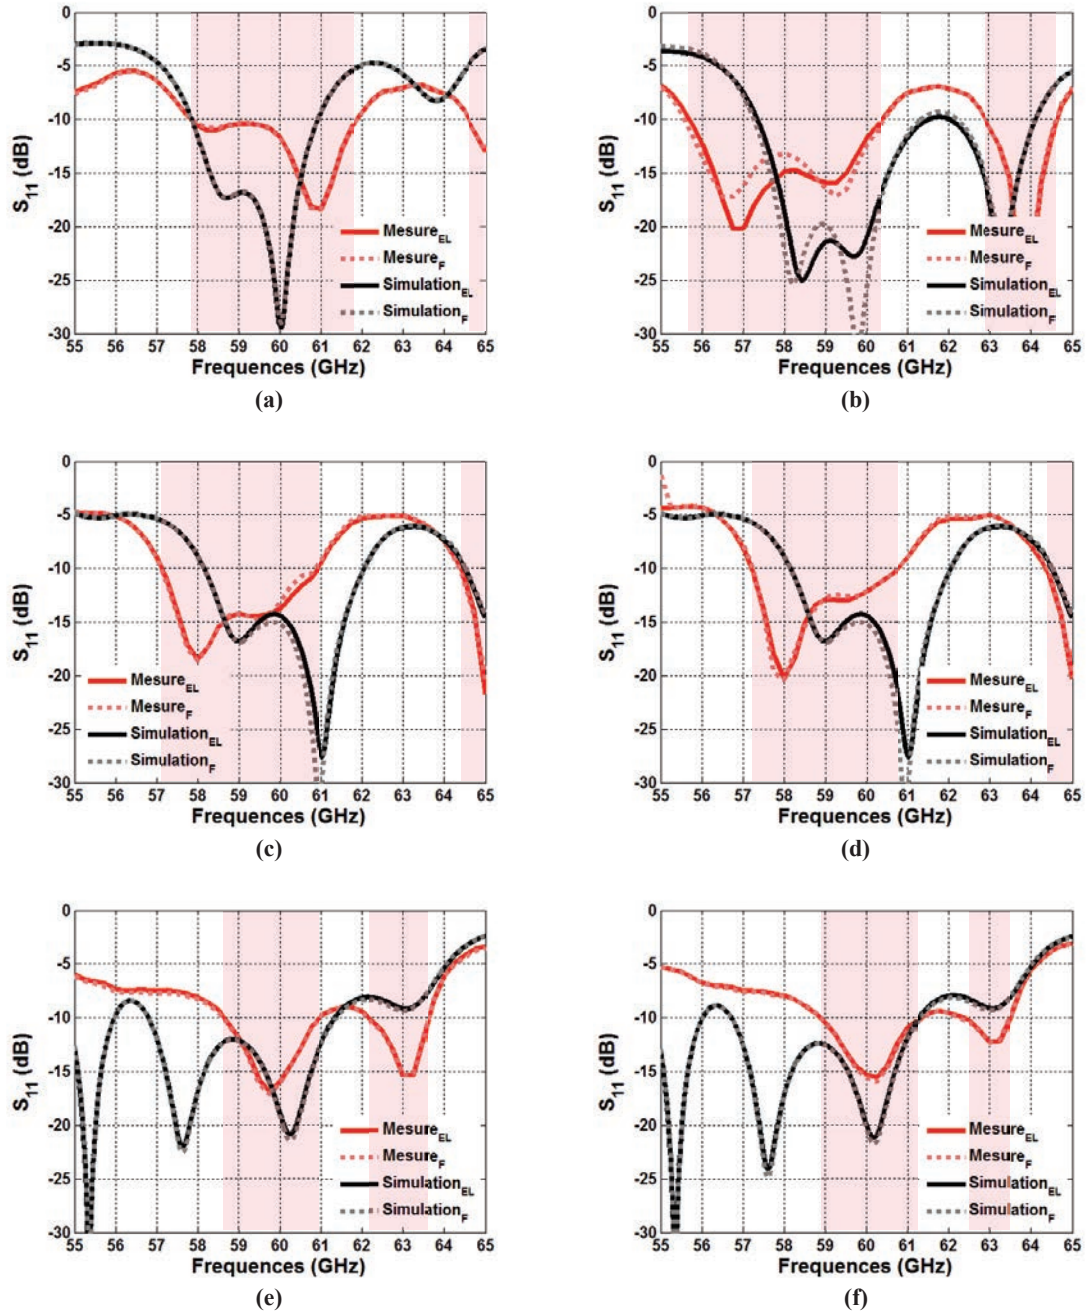 0
-5
-10
-15
-20
-25
-30
S11 (dB)
MesureEL
MesureF
SimulationEL
SimulationF
55 56 57 58 59 60 61 62 63 64 65
Frequences (GHz)
(a)
0
-5
-10
-15
-20
-25
-30
S11 (dB)
MesureEL
MesureF
SimulationEL
SimulationF
55 56 57 58 59 60 61 62 63 64 65
Frequences (GHz)
(b)
0
-5
-10
-15
-20
-25
-30
S11 (dB)
MesureEL
MesureF
SimulationEL
SimulationF
55 56 57 58 59 60 61 62 63 64 65
Frequences (GHz)
(c)
0
-5
-10
-15
-20
-25
-30
S11 (dB)
MesureEL
MesureF
SimulationEL
SimulationF
55 56 57 58 59 60 61 62 63 64 65
Frequences (GHz)
(d)
0
-5
-10
-15
-20
-25
-30
S11 (dB)
MesureEL
MesureF
SimulationEL
SimulationF
55 56 57 58 59 60 61 62 63 64 65
Frequences (GHz)
(e)
0
-5
-10
-15
-20
-25
-30
S11 (dB)
MesureEL
MesureF
SimulationEL
SimulationF
55 56 57 58 59 60 61 62 63 64 65
Frequences (GHz)
(f)